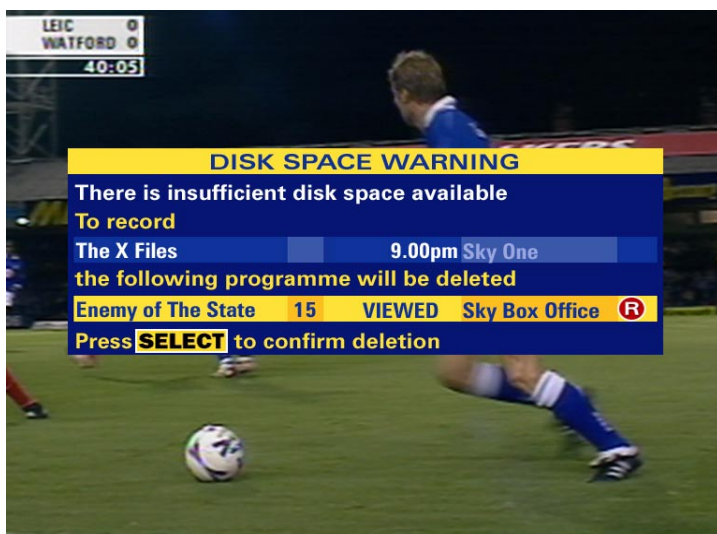 LEIC 0
WATFORD 0
40:05
DISK SPACE WARNING
There is insufficient disk space available
To record
The X Files 9.00pm Sky One
the following programme will be deleted
Enemy of The State 15 VIEWED Sky Box Office R
Press SELECT to confirm deletion